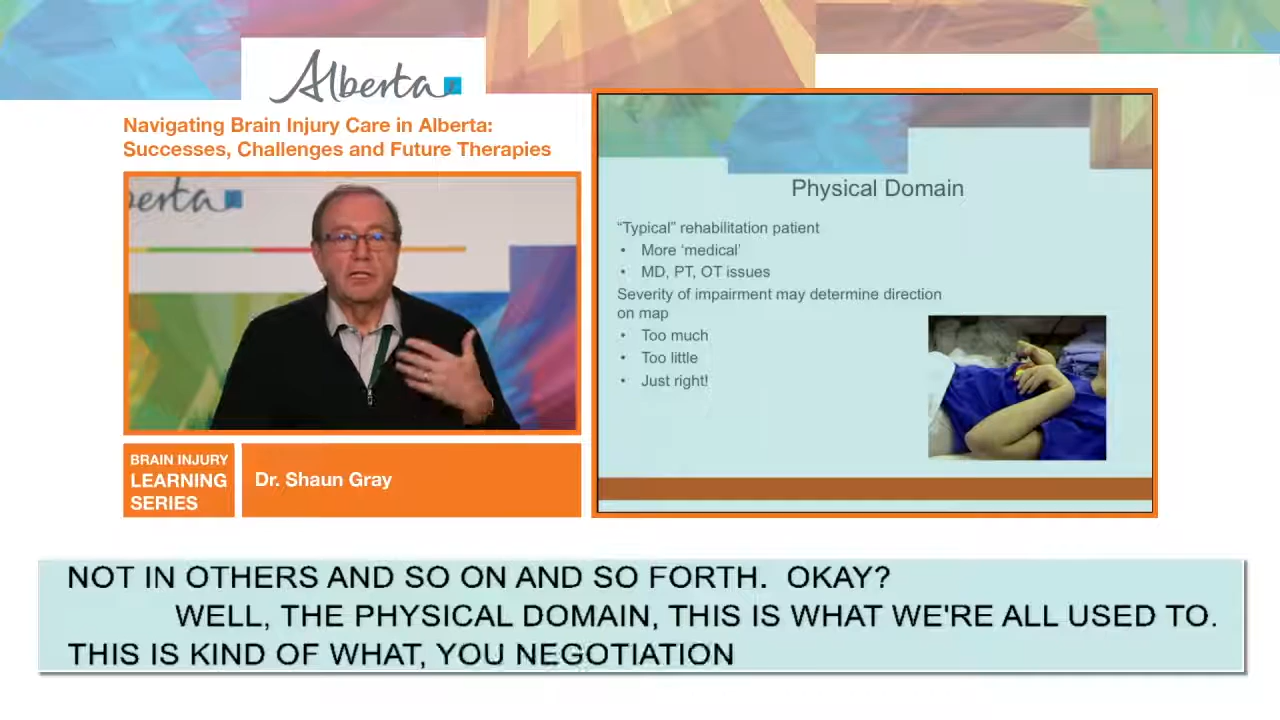 Alberta
Navigating Brain Injury Care in Alberta:
Successes, Challenges and Future Therapies
berta
BRAIN INJURY
LEARNING
SERIES
Dr. Shaun Gray
Physical Domain
“Typical” rehabilitation patient
• More ‘medical’
• MD, PT, OT issues
Severity of impairment may determine direction
on map
• Too much
• Too little
• Just right!
NOT IN OTHERS AND SO ON AND SO FORTH.  OKAY?
WELL, THE PHYSICAL DOMAIN, THIS IS WHAT WE'RE ALL USED TO.
THIS IS KIND OF WHAT, YOU NEGOTIATION